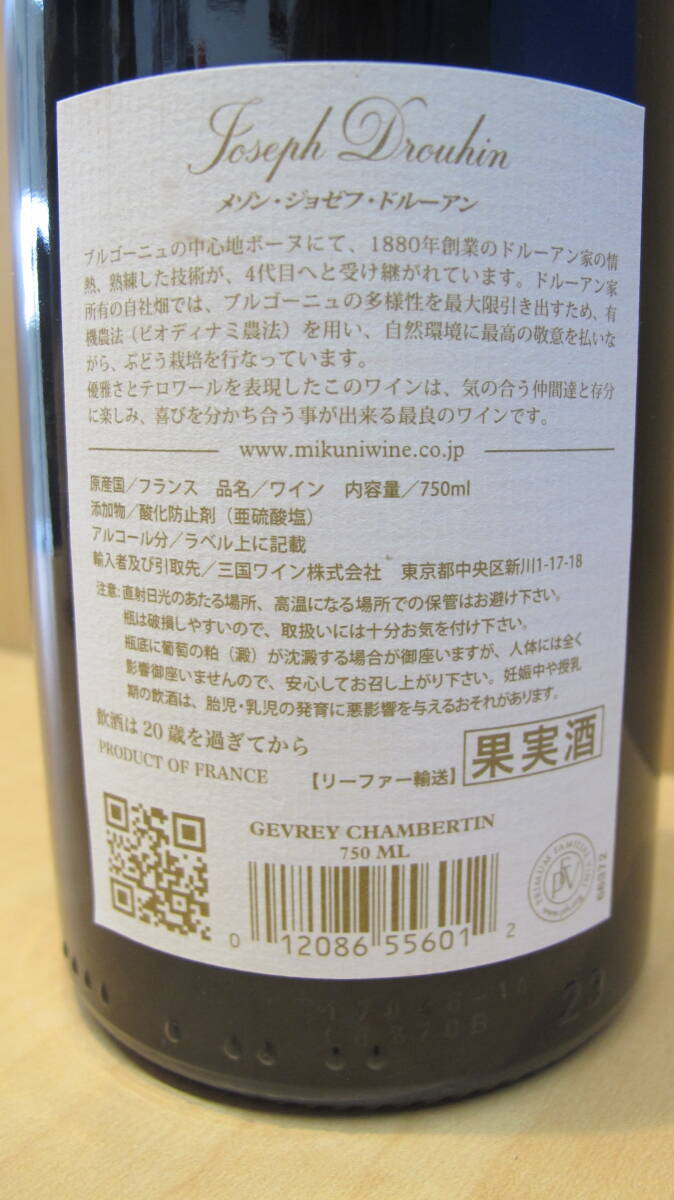 Joseph Drouhin
メゾン・ジョゼフ・ドルーアン
ブルゴーニュの中心地ボーヌにて、1880年創業のドルーアン家の情
熱、熟練した技術が、4代目へと受け継がれています。ドルーアン家
所有の自社畑では、ブルゴーニュの多様性を最大限引き出すため、有
機農法（ビオディナミ農法）を用い、自然環境に最高の敬意を払いな
がら、ぶどう栽培を行なっています。
優雅さとテロワールを表現したこのワインは、気の合う仲間達と存分
に楽しみ、喜びを分かち合う事が出来る最良のワインです。
www.mikuniwine.co.jp
原産国／フランス 品名／ワイン 内容量／750ml
添加物／酸化防止剤（亜硫酸塩）
アルコール分／ラベル上に記載
輸入者及び引取先／三国ワイン株式会社 東京都中央区新川1-17-18
注意: 直射日光のあたる場所、高温になる場所での保管はお避け下さい。
瓶は破損しやすいので、取扱いには十分お気を付け下さい。
瓶底に葡萄の粕（澱）が沈澱する場合が御座いますが、人体には全く
影響御座いませんので、安心してお召し上がり下さい。妊娠中や授乳
期の飲酒は、胎児・乳児の発育に悪影響を与えるおそれがあります。
飲酒は20歳を過ぎてから
PRODUCT OF FRANCE
【リーファー輸送】
果実酒
GEVREY CHAMBERTIN
750 ML
0 12086 55601 2
PRIMUM FAMILIAE VINI
PFV
66972
23